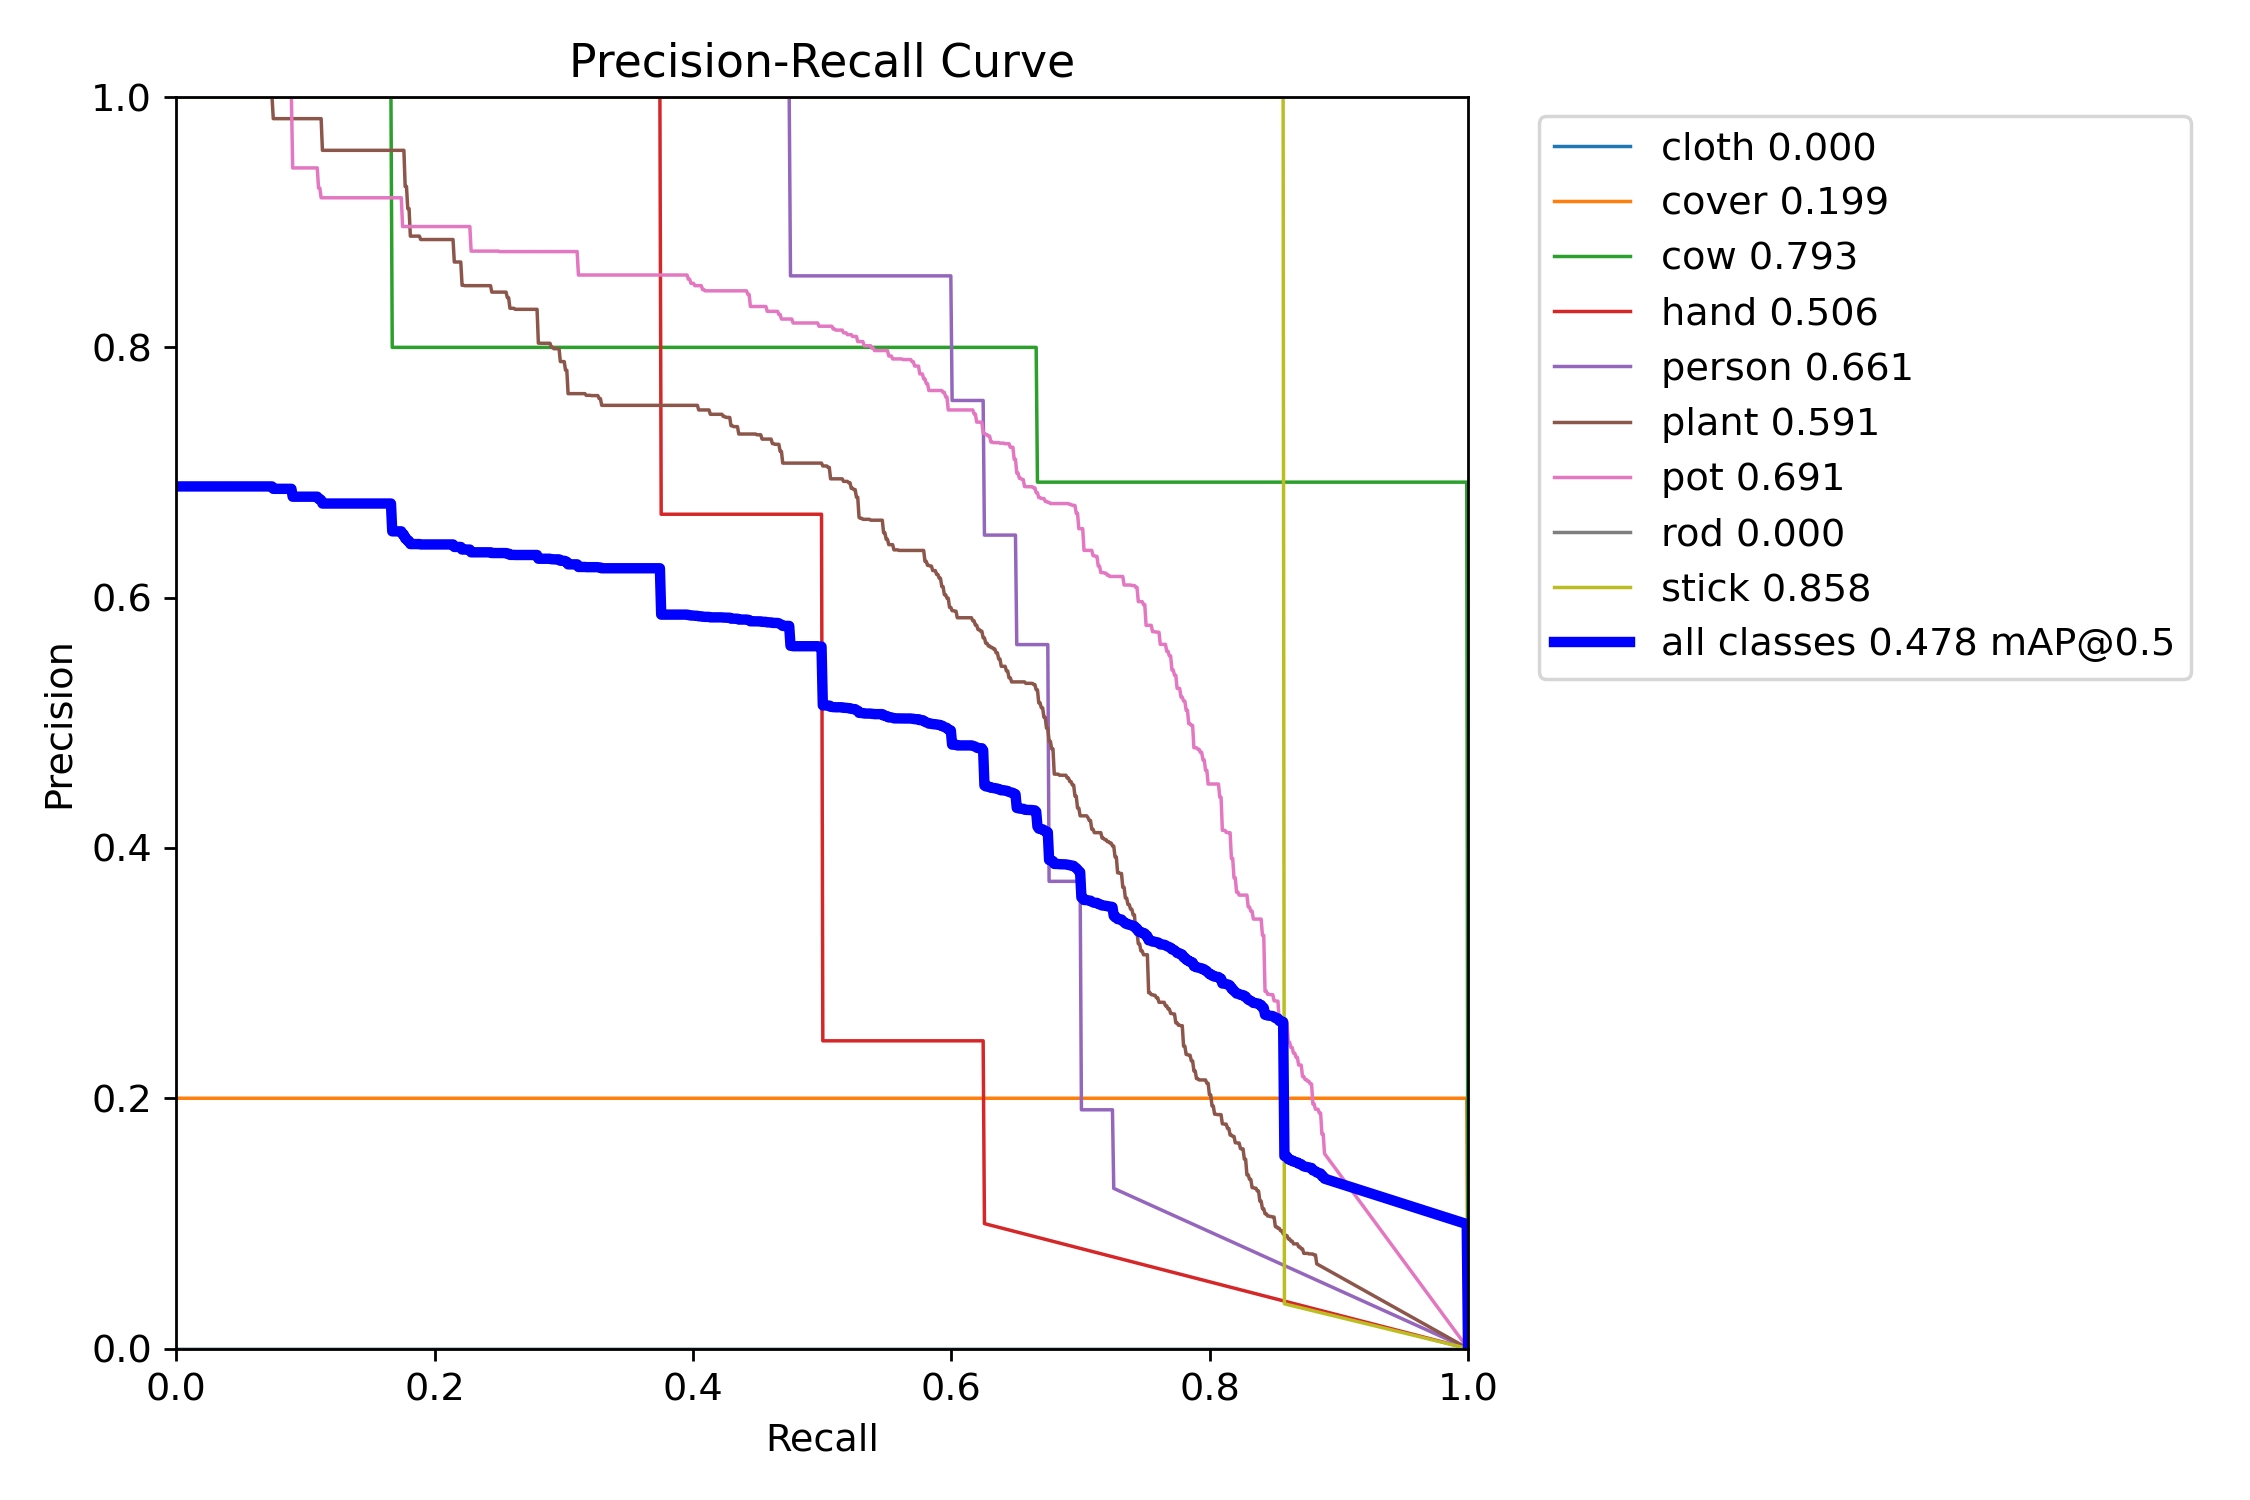 Precision-Recall Curve
1.0
0.8
0.6
0.4
0.2
0.0
Precision
0.0 0.2 0.4 0.6 0.8 1.0
Recall
cloth 0.000
cover 0.199
cow 0.793
hand 0.506
person 0.661
plant 0.591
pot 0.691
rod 0.000
stick 0.858
all classes 0.478 mAP@0.5